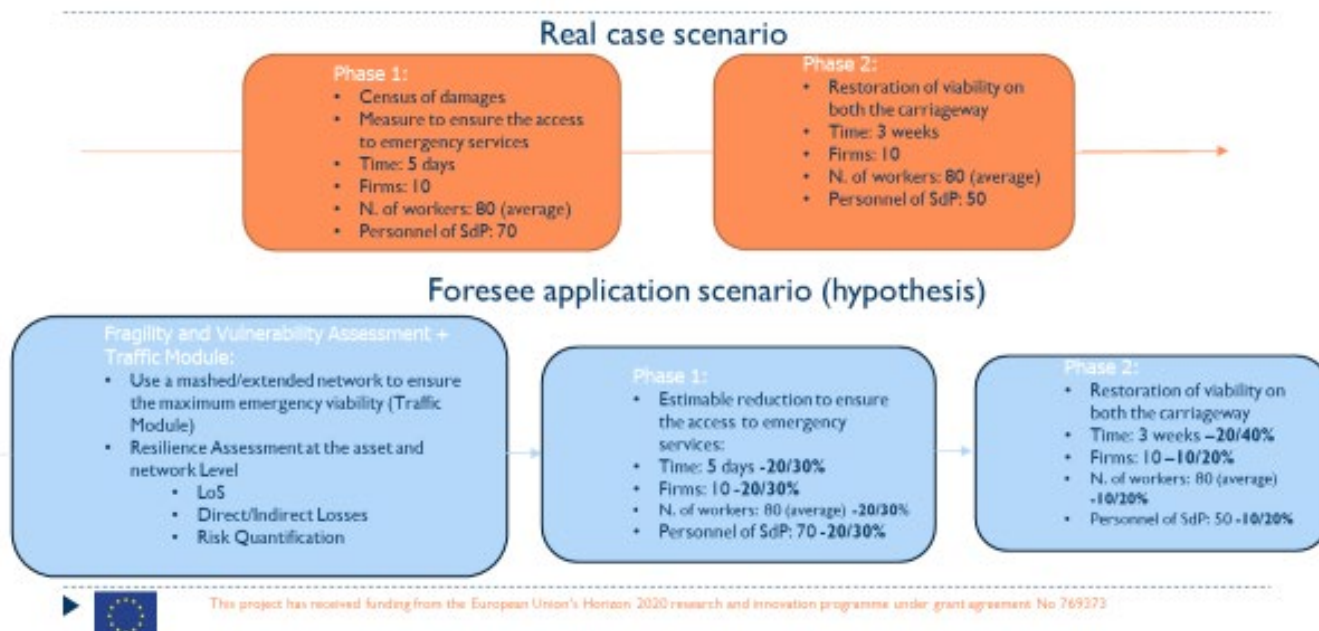 Real case scenario
Phase 1:
• Census of damages
• Measure to ensure the access
to emergency services
• Time: 5 days
• Firms: 10
• N. of workers: 80 (average)
• Personnel of SdP: 70
Phase 2:
• Restoration of viability on
both the carriageway
• Time: 3 weeks
• Firms: 10
• N. of workers: 80 (average)
• Personnel of SdP: 50
Foresee application scenario (hypothesis)
Fragility and Vulnerability Assessment +
Traffic Module:
• Use a mashed/extended network to ensure
the maximum emergency viability (Traffic
Module)
• Resilience Assessment at the asset and
network Level
• LoS
• Direct/Indirect Losses
• Risk Quantification
Phase 1:
• Estimable reduction to ensure
the access to emergency
services:
• Time: 5 days -20/30%
• Firms: 10 -20/30%
• N. of workers: 80 (average) -20/30%
• Personnel of SdP: 70 -20/30%
Phase 2:
• Restoration of viability on
both the carriageway
• Time: 3 weeks –20/40%
• Firms: 10 –10/20%
• N. of workers: 80 (average)
-10/20%
• Personnel of SdP: 50 -10/20%
This project has received funding from the European Union's Horizon 2020 research and innovation programme under grant agreement No 769373